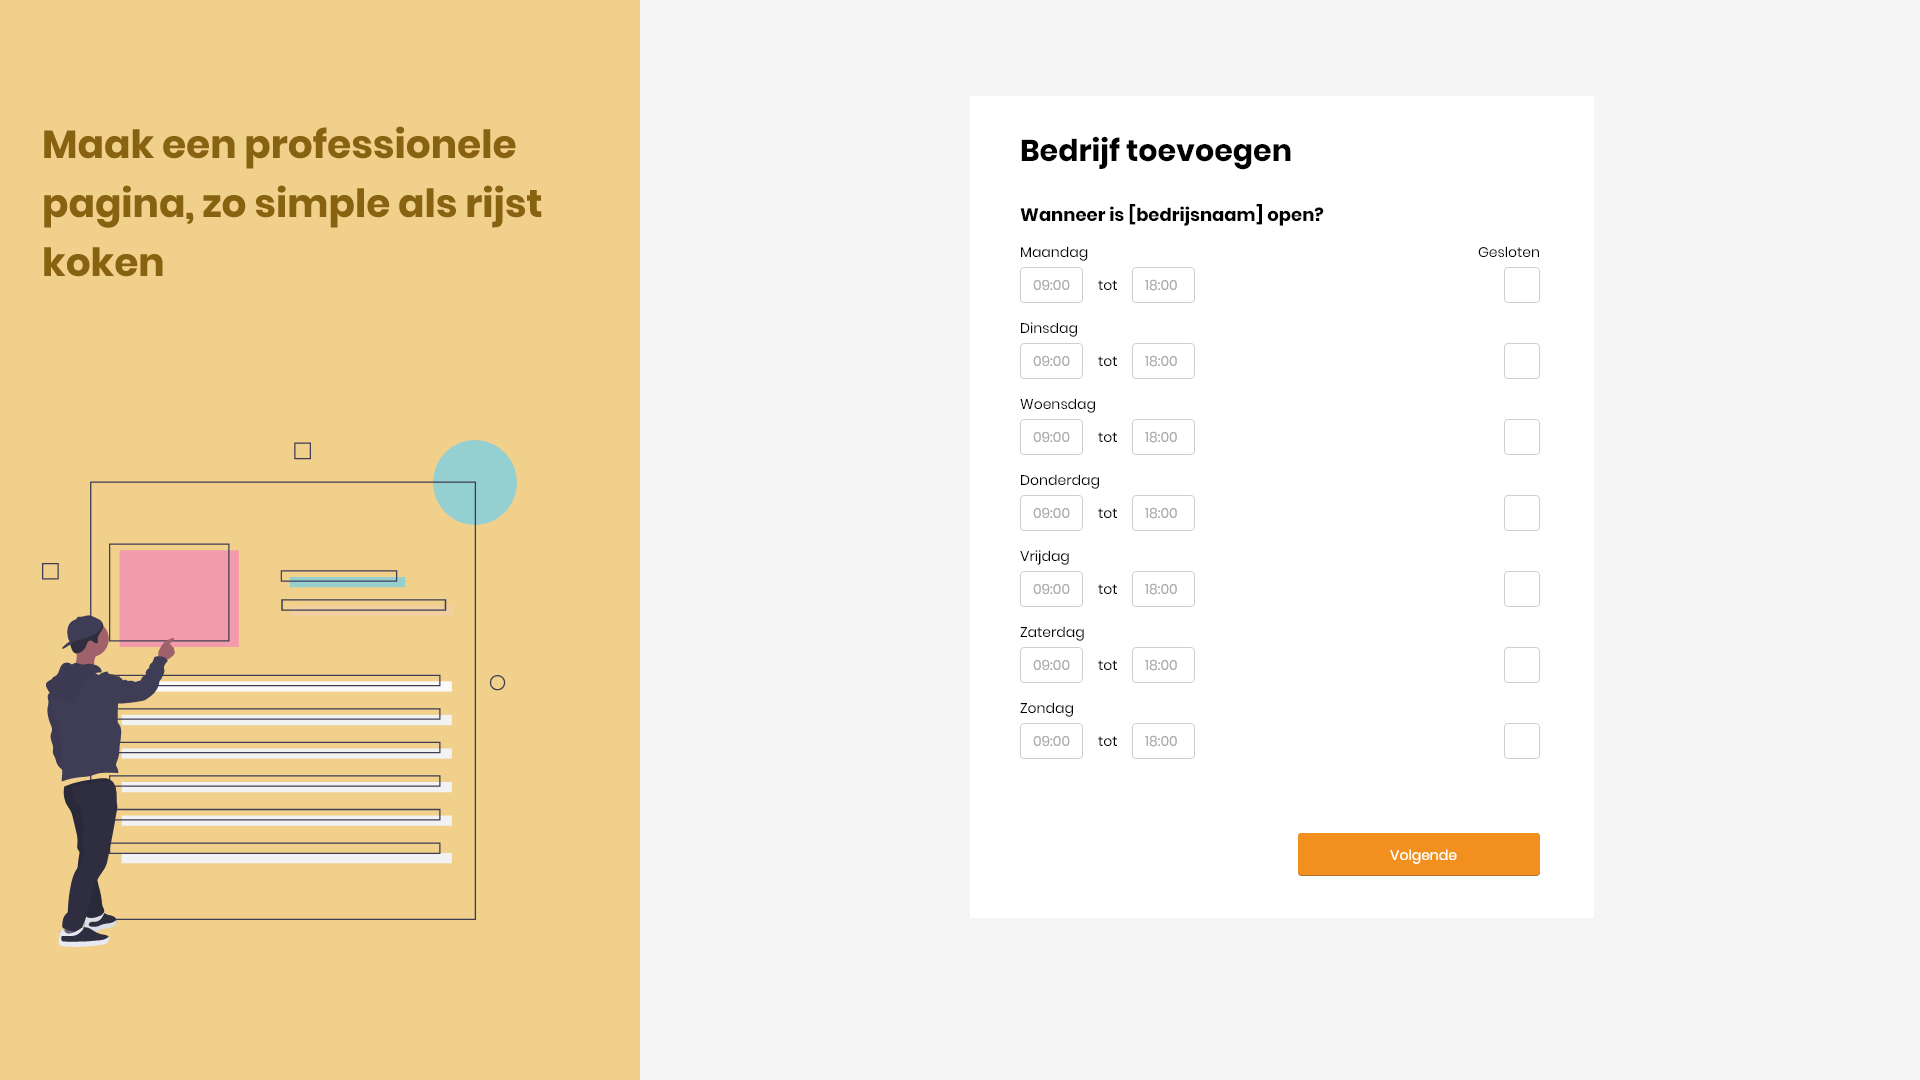 Maak een professionele
pagina, zo simple als rijst
koken
Bedrijf toevoegen
Wanneer is [bedrijsnaam] open?
Maandag Gesloten
09:00 tot 18:00
Dinsdag
09:00 tot 18:00
Woensdag
09:00 tot 18:00
Donderdag
09:00 tot 18:00
Vrijdag
09:00 tot 18:00
Zaterdag
09:00 tot 18:00
Zondag
09:00 tot 18:00
Volgende